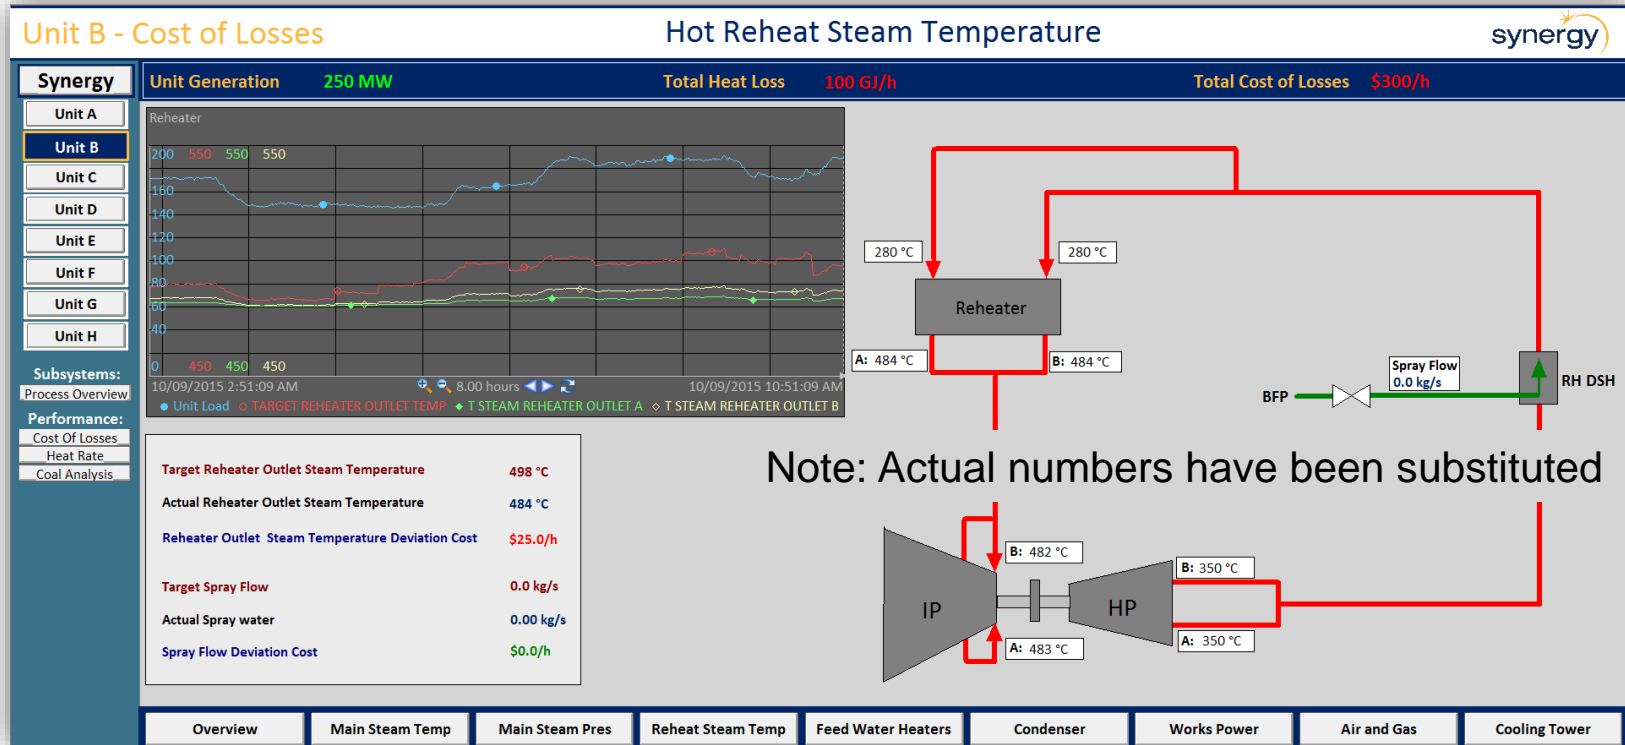 Unit B - Cost of Losses
Hot Reheat Steam Temperature
synergy
Synergy
Unit Generation 250 MW Total Heat Loss 100 GJ/h Total Cost of Losses $300/h
Unit A
Unit B
Unit C
Unit D
Unit E
Unit F
Unit G
Unit H
Subsystems:
Process Overview
Performance:
Cost Of Losses
Heat Rate
Coal Analysis
Reheater
200 550 550 550
160
140
120
100
80
60
40
0 450 450 450
10/09/2015 2:51:09 AM 8.00 hours 10/09/2015 10:51:09 AM
Unit Load TARGET REHEATER OUTLET TEMP T STEAM REHEATER OUTLET A T STEAM REHEATER OUTLET B
Target Reheater Outlet Steam Temperature 498 °C
Actual Reheater Outlet Steam Temperature 484 °C
Reheater Outlet Steam Temperature Deviation Cost $25.0/h
Target Spray Flow 0.0 kg/s
Actual Spray water 0.00 kg/s
Spray Flow Deviation Cost $0.0/h
280 °C
280 °C
Reheater
A: 484 °C
B: 484 °C
Spray Flow
0.0 kg/s
BFP
RH DSH
Note: Actual numbers have been substituted
B: 482 °C
B: 350 °C
IP
HP
A: 483 °C
A: 350 °C
Overview Main Steam Temp Main Steam Pres Reheat Steam Temp Feed Water Heaters Condenser Works Power Air and Gas Cooling Tower